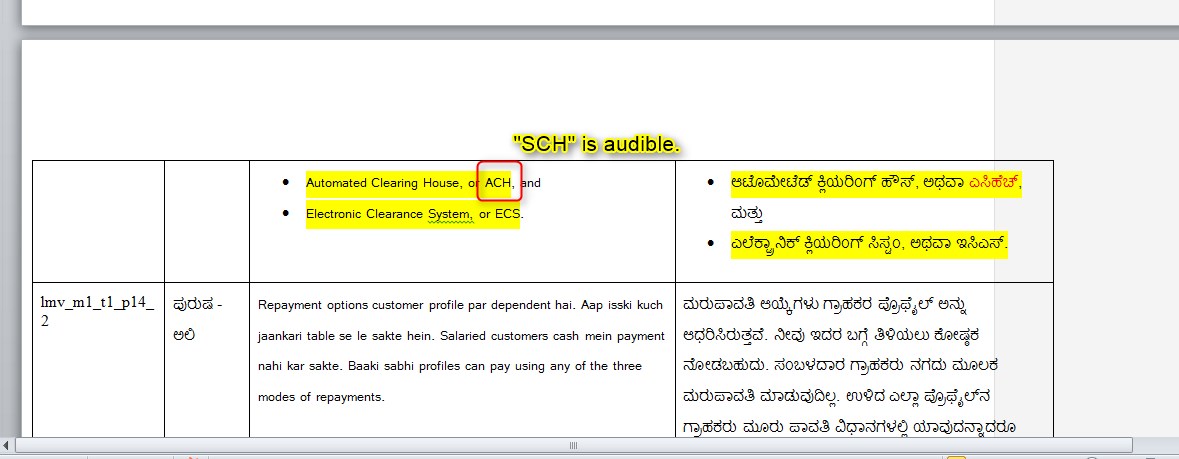 "SCH" is audible.
• Automated Clearing House, or ACH, and
• Electronic Clearance System, or ECS.
• ಆಟೊಮೇಟೆಡ್ ಕ್ಲಿಯರಿಂಗ್ ಹೌಸ್, ಅಥವಾ ಎಸಿಹೆಚ್,
ಮತ್ತು
• ಎಲೆಕ್ಟ್ರಾನಿಕ್ ಕ್ಲಿಯರಿಂಗ್ ಸಿಸ್ಟಂ, ಅಥವಾ ಇಸಿಎಸ್.
lmv_m1_t1_p14_
2
ಪುರುಷ -
ಅಲಿ
Repayment options customer profile par dependent hai. Aap isski kuch
jaankari table se le sakte hein. Salaried customers cash mein payment
nahi kar sakte. Baaki sabhi profiles can pay using any of the three
modes of repayments.
ಮರುಪಾವತಿ ಆಯ್ಕೆಗಳು ಗ್ರಾಹಕರ ಪ್ರೊಫೈಲ್ ಅನ್ನು
ಆಧರಿಸಿರುತ್ತವೆ. ನೀವು ಇದರ ಬಗ್ಗೆ ತಿಳಿಯಲು ಕೋಷ್ಠಕ
ನೋಡಬಹುದು. ಸಂಬಳದಾರ ಗ್ರಾಹಕರು ನಗದು ಮೂಲಕ
ಮರುಪಾವತಿ ಮಾಡುವುದಿಲ್ಲ. ಉಳಿದ ಎಲ್ಲಾ ಪ್ರೊಫೈಲ್‌ನ
ಗ್ರಾಹಕರು ಮೂರು ಪಾವತಿ ವಿಧಾನಗಳಲ್ಲಿ ಯಾವುದನ್ನಾದರೂ